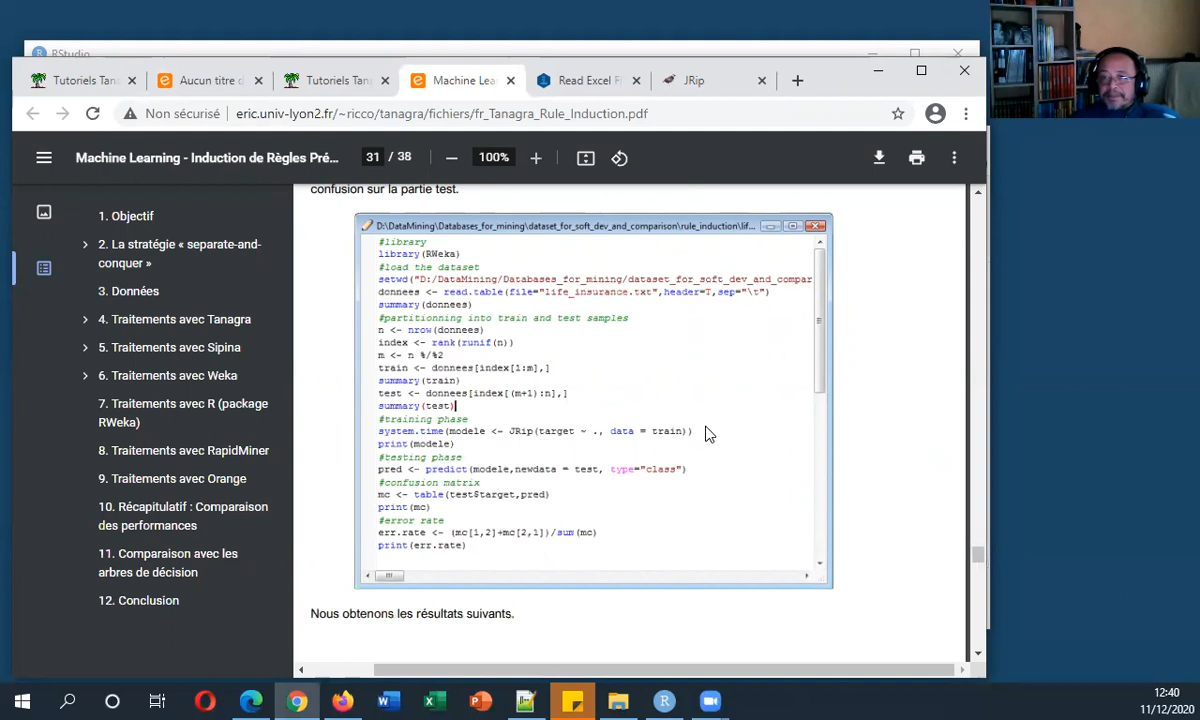 RStudio
Tutoriels Tana
Aucun titre d
Tutoriels Tana
Machine Lea
Read Excel F
JRip
Non sécurisé
eric.univ-lyon2.fr/~ricco/tanagra/fichiers/fr_Tanagra_Rule_Induction.pdf
Machine Learning - Induction de Règles Pré...
31 / 38
100%
1. Objectif
2. La stratégie « separate-and-
conquer »
3. Données
4. Traitements avec Tanagra
5. Traitements avec Sipina
6. Traitements avec Weka
7. Traitements avec R (package
RWeka)
8. Traitements avec RapidMiner
9. Traitements avec Orange
10. Récapitulatif : Comparaison
des performances
11. Comparaison avec les
arbres de décision
12. Conclusion
confusion sur la partie test.
D:\DataMining\Databases_for_mining\dataset_for_soft_dev_and_comparison\rule_induction\lif...
#library
library(RWeka)
#load the dataset
setwd("D:/DataMining/Databases_for_mining/dataset_for_soft_dev_and_compar
donnees <- read.table(file="life_insurance.txt",header=T,sep="\t")
summary(donnees)
#partitionning into train and test samples
n <- nrow(donnees)
index <- rank(runif(n))
m <- n %/%2
train <- donnees[index[1:m],]
summary(train)
test <- donnees[index[(m+1):n],]
summary(test)
#training phase
system.time(modele <- JRip(target ~ ., data = train))
print(modele)
#testing phase
pred <- predict(modele,newdata = test, type="class")
#confusion matrix
mc <- table(test$target,pred)
print(mc)
#error rate
err.rate <- (mc[1,2]+mc[2,1])/sum(mc)
print(err.rate)
Nous obtenons les résultats suivants.
12:40
11/12/2020